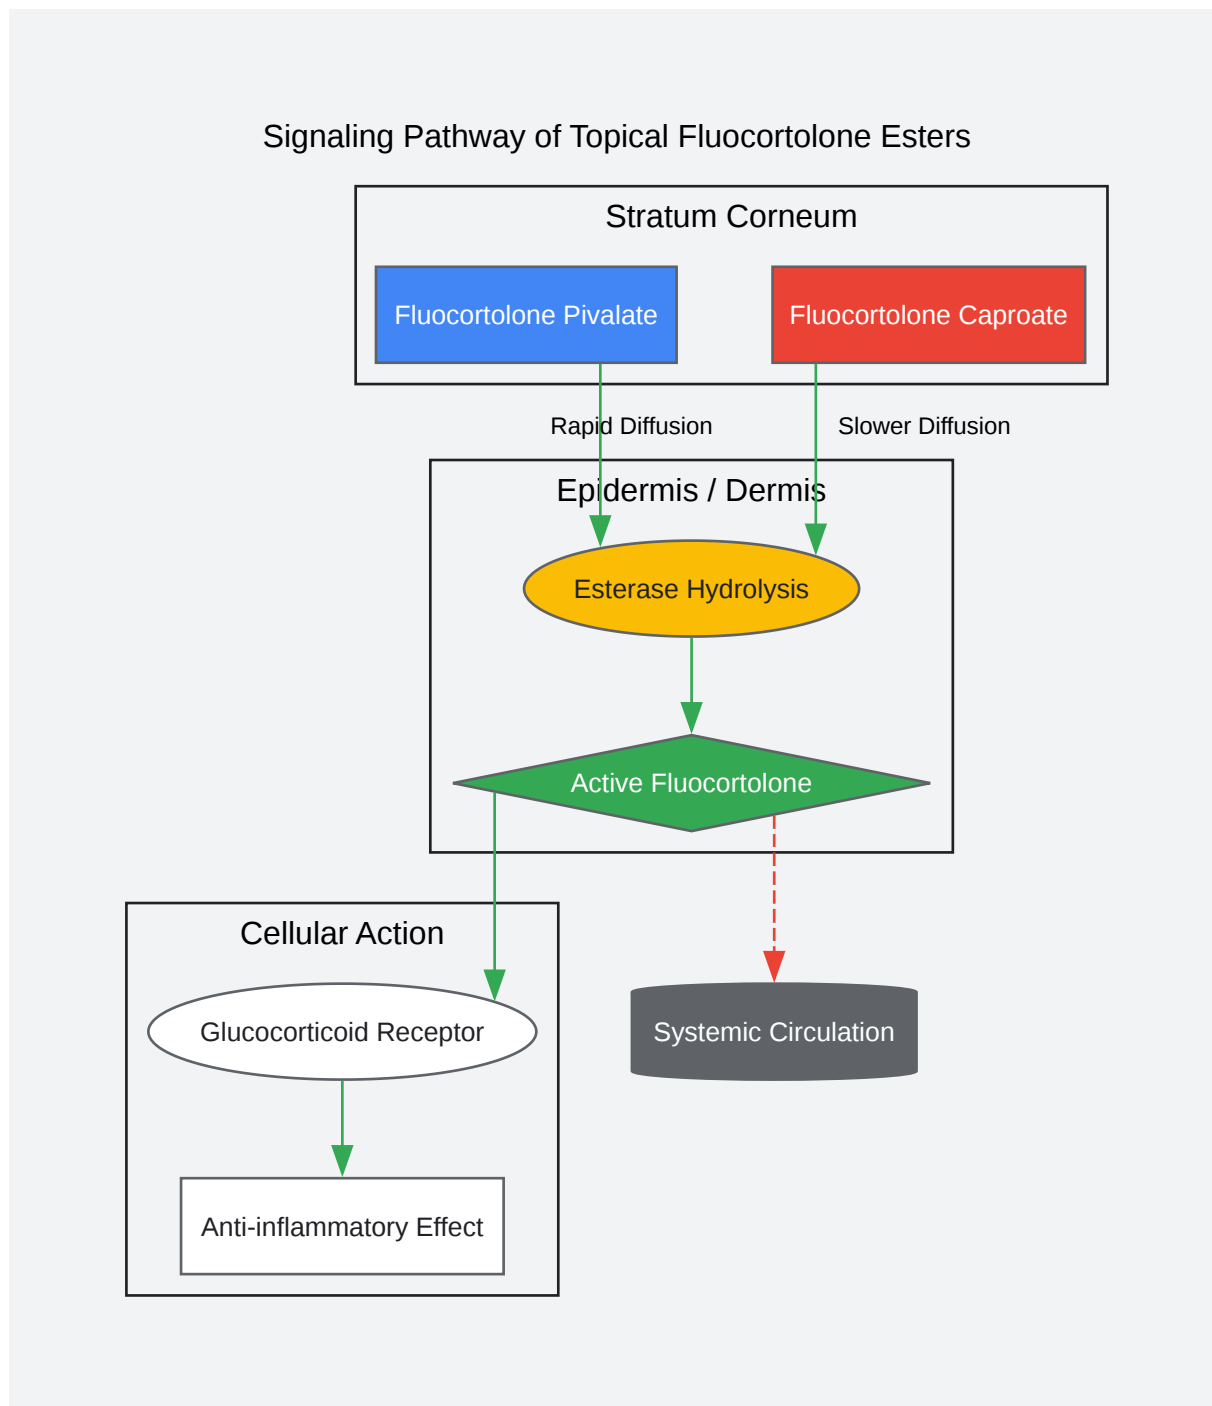 Signaling Pathway of Topical Fluocortolone Esters
Stratum Corneum
Fluocortolone Pivalate
Fluocortolone Caproate
Rapid Diffusion
Slower Diffusion
Epidermis / Dermis
Esterase Hydrolysis
Active Fluocortolone
Cellular Action
Glucocorticoid Receptor
Systemic Circulation
Anti-inflammatory Effect